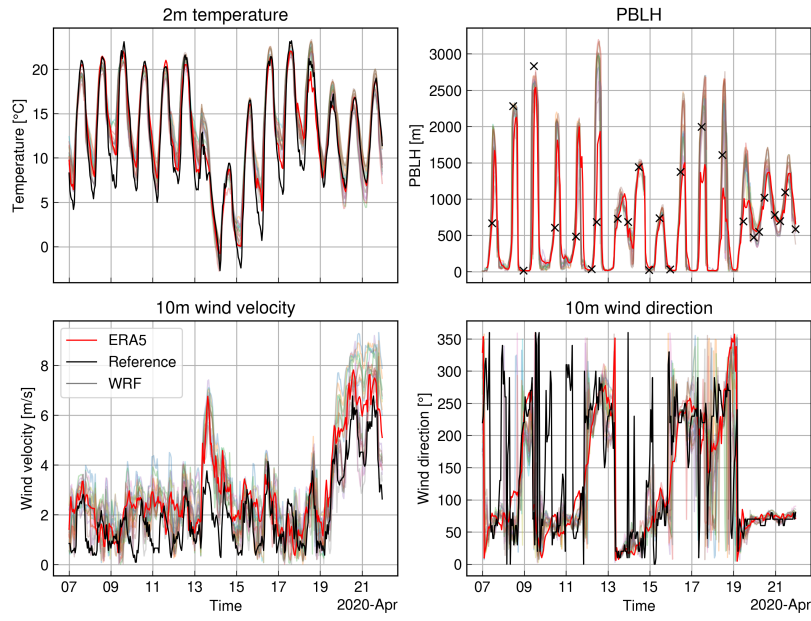 2m temperature
Temperature [°C]
20
15
10
5
0
PBLH
PBLH [m]
3000
2500
2000
1500
1000
500
0
10m wind velocity
Wind velocity [m/s]
8
6
4
2
0
ERA5
Reference
WRF
07 09 11 13 15 17 19 21
Time
2020-Apr
10m wind direction
Wind direction [°]
350
300
250
200
150
100
50
0
07 09 11 13 15 17 19 21
Time
2020-Apr